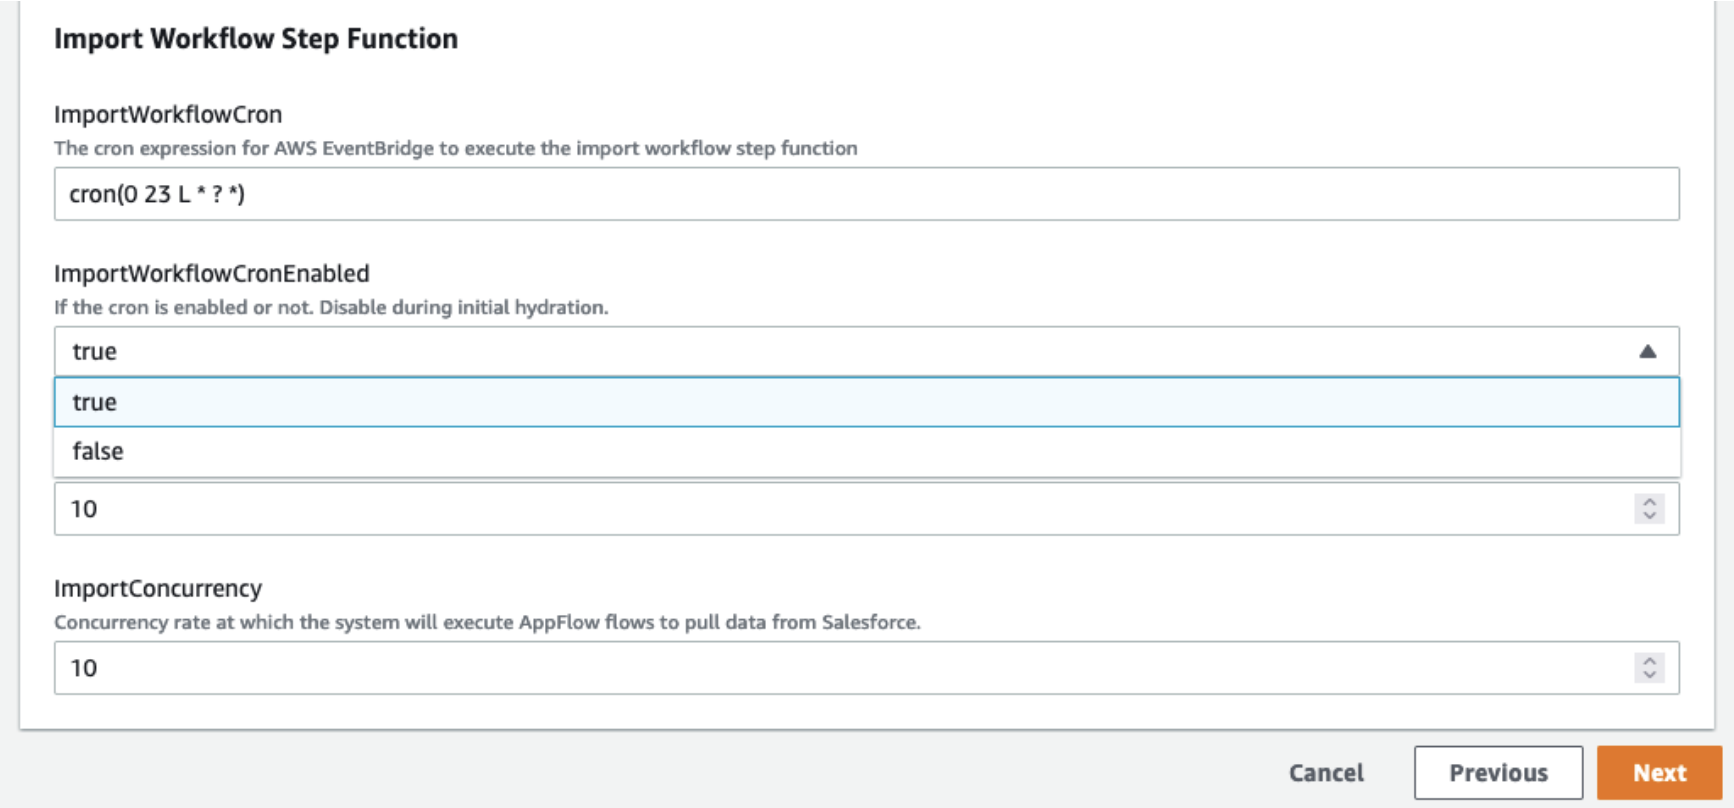 Import Workflow Step Function
ImportWorkflowCron
The cron expression for AWS EventBridge to execute the import workflow step function
cron(0 23 L * ? *)
ImportWorkflowCronEnabled
If the cron is enabled or not. Disable during initial hydration.
true
true
false
10
ImportConcurrency
Concurrency rate at which the system will execute AppFlow flows to pull data from Salesforce.
10
Cancel Previous Next